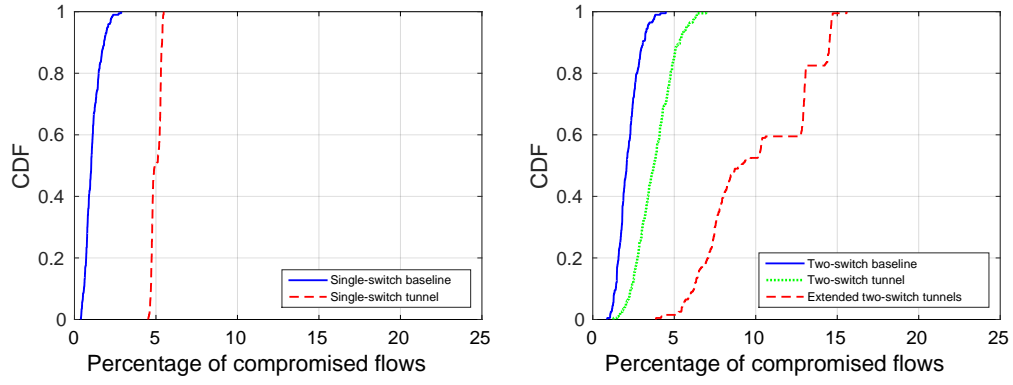 1
0.8
0.6
0.4
0.2
0
CDF
0 5 10 15 20 25
Percentage of compromised flows
Single-switch baseline
Single-switch tunnel
1
0.8
0.6
0.4
0.2
0
CDF
0 5 10 15 20 25
Percentage of compromised flows
Two-switch baseline
Two-switch tunnel
Extended two-switch tunnels